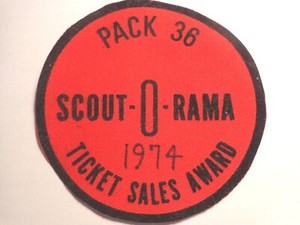 PACK 36
SCOUT-O-RAMA
1974
TICKET SALES AWARD